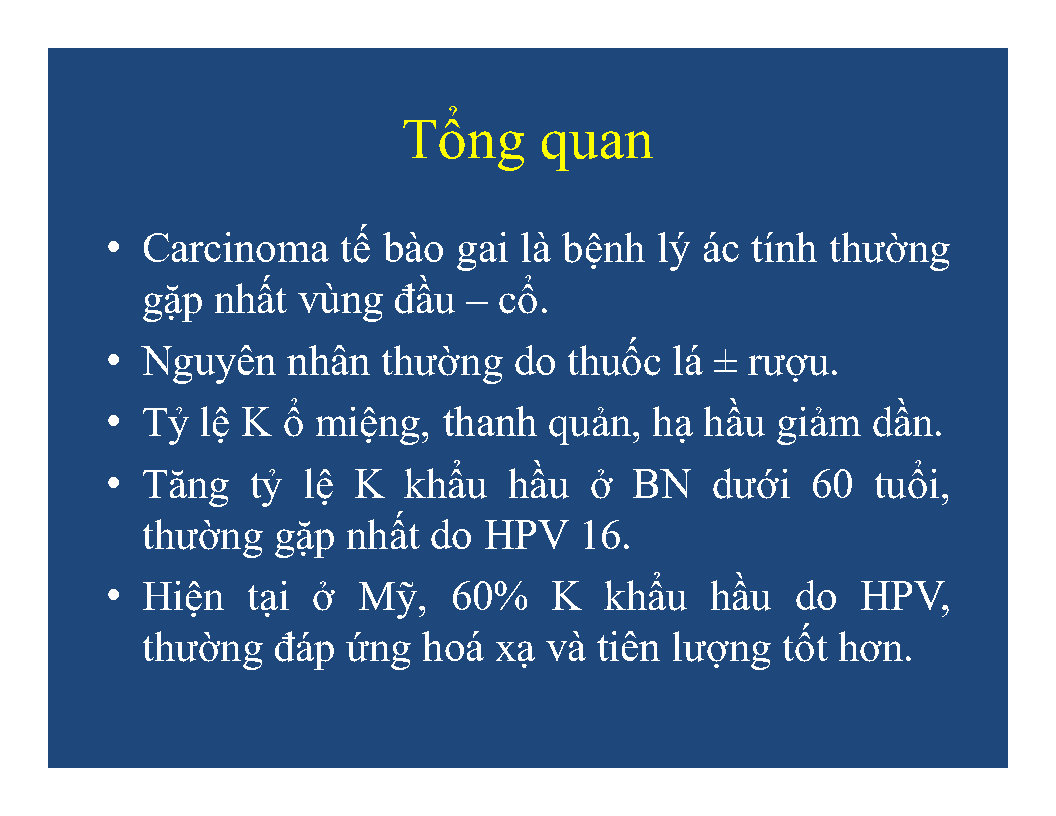 Tổng quan
• Carcinoma tế bào gai là bệnh lý ác tính thường
gặp nhất vùng đầu – cổ.
• Nguyên nhân thường do thuốc lá ± rượu.
• Tỷ lệ K ổ miệng, thanh quản, hạ hầu giảm dần.
• Tăng tỷ lệ K khẩu hầu ở BN dưới 60 tuổi,
thường gặp nhất do HPV 16.
• Hiện tại ở Mỹ, 60% K khẩu hầu do HPV,
thường đáp ứng hoá xạ và tiên lượng tốt hơn.